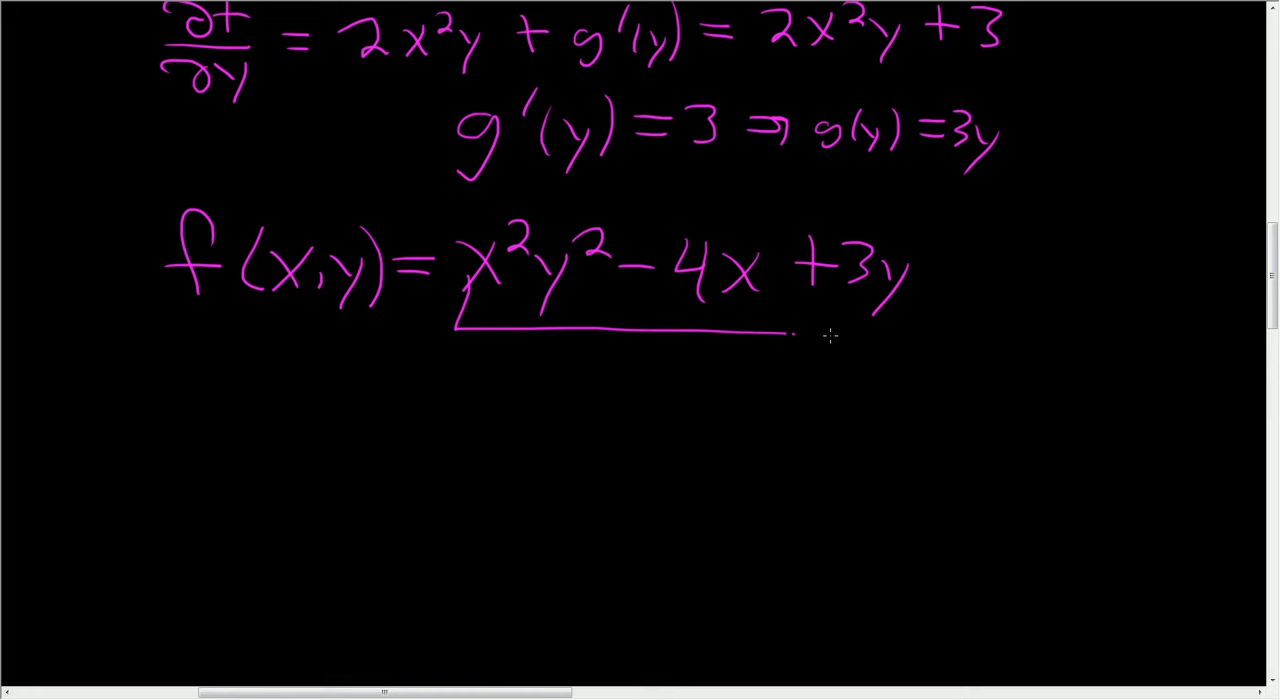 ∂f/∂y = 2x²y + g'(y) = 2x²y + 3
g'(y) = 3 ⇒ g(y) = 3y
f(x,y) = x²y² - 4x + 3y